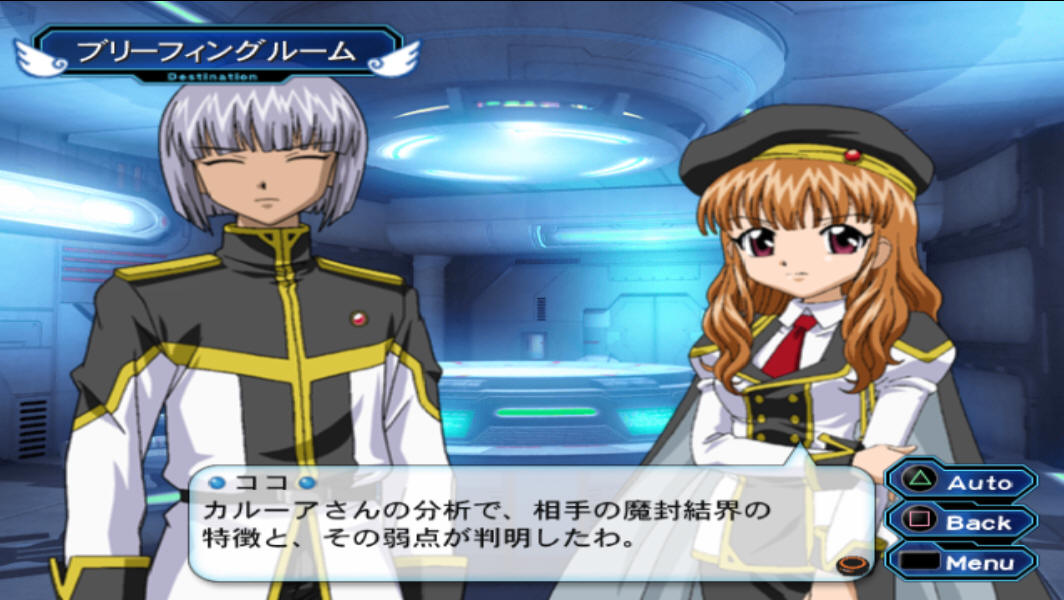 ブリーフィングルーム
Destination
ココ
カルーアさんの分析で、相手の魔封結界の
特徴と、その弱点が判明したわ。
Auto
Back
Menu